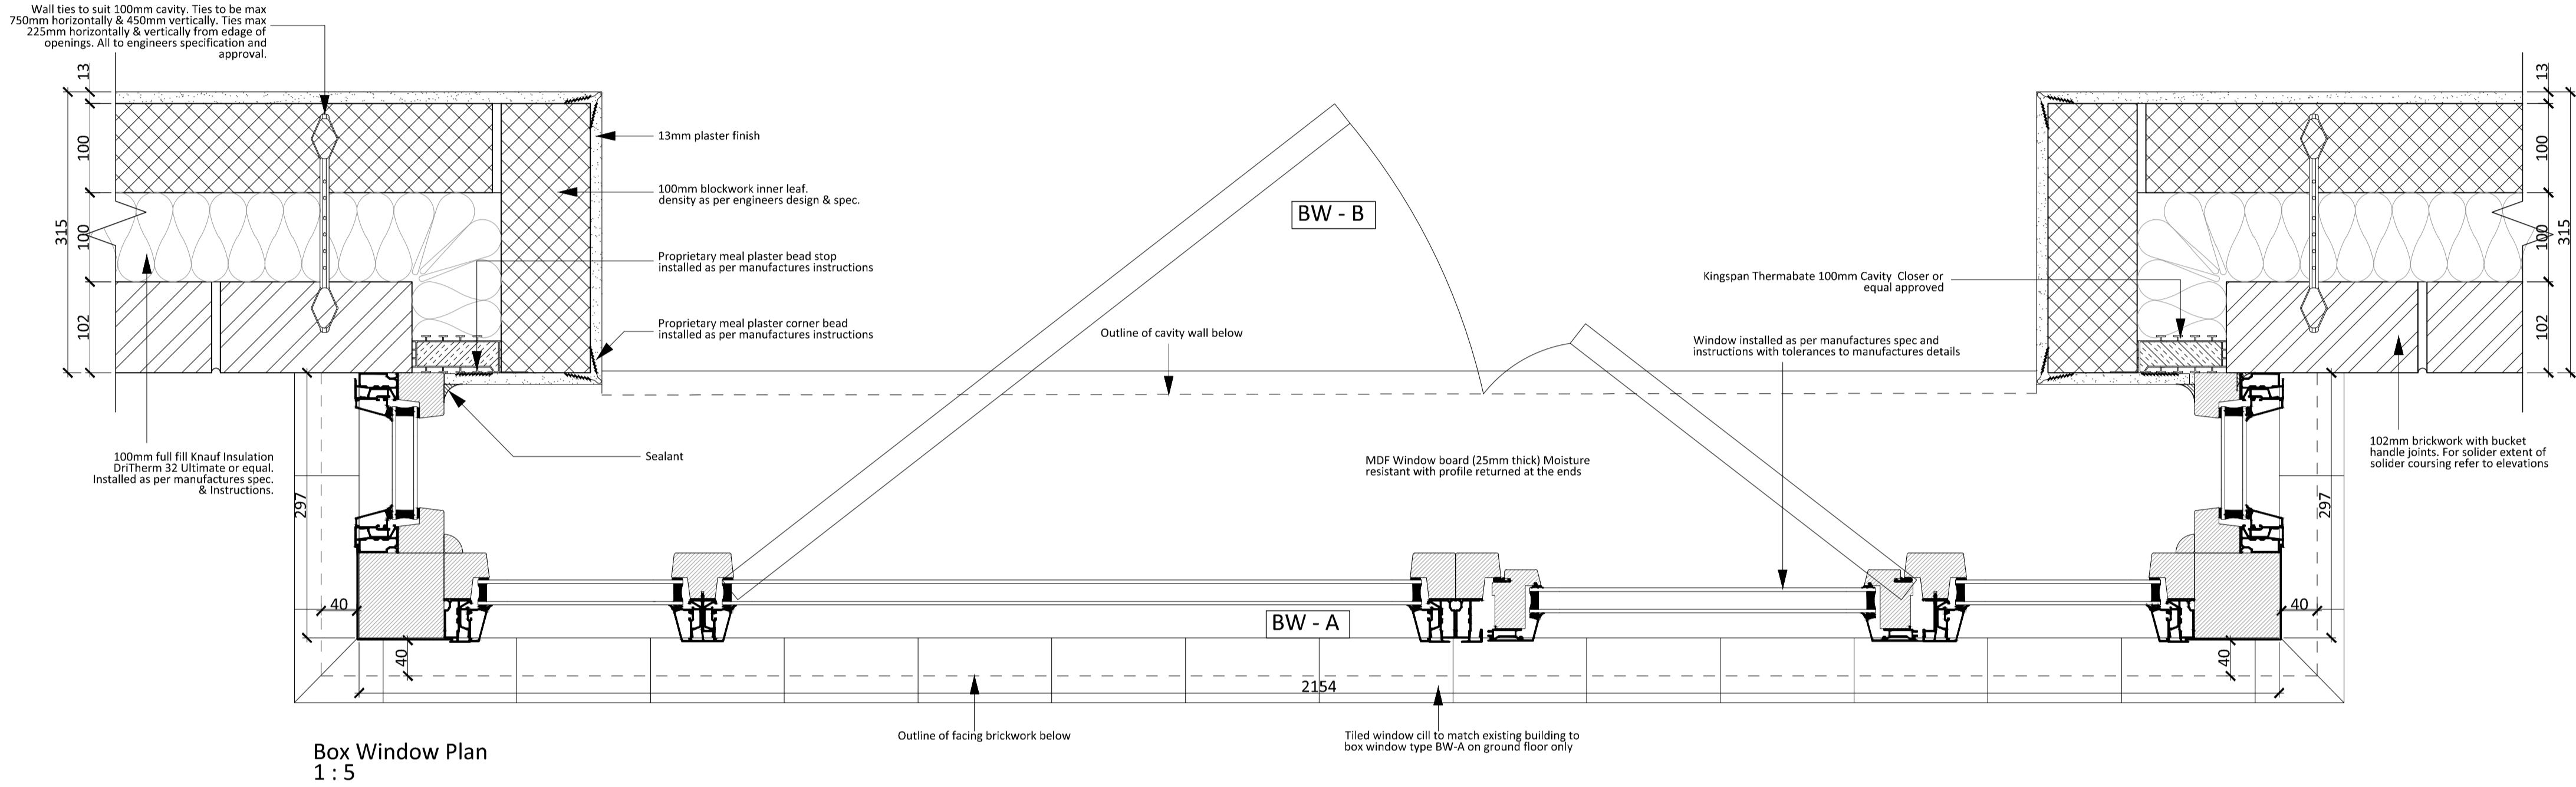 Wall ties to suit 100mm cavity. Ties to be max
750mm horizontally & 450mm vertically. Ties max
225mm horizontally & vertically from edage of
openings. All to engineers specification and
approval.
13
100
100
102
315
13mm plaster finish
100mm blockwork inner leaf.
density as per engineers design & spec.
Proprietary meal plaster bead stop
installed as per manufactures instructions
Proprietary meal plaster corner bead
installed as per manufactures instructions
Sealant
100mm full fill Knauf Insulation
DriTherm 32 Ultimate or equal.
Installed as per manufactures spec.
& Instructions.
297
40
40
BW - B
Outline of cavity wall below
MDF Window board (25mm thick) Moisture
resistant with profile returned at the ends
Kingspan Thermabate 100mm Cavity Closer or
equal approved
Window installed as per manufactures spec and
instructions with tolerances to manufactures details
13
100
100
102
315
102mm brickwork with bucket
handle joints. For solider extent of
solider coursing refer to elevations
297
40
40
BW - A
2154
Outline of facing brickwork below
Tiled window cill to match existing building to
box window type BW-A on ground floor only
Box Window Plan
1 : 5